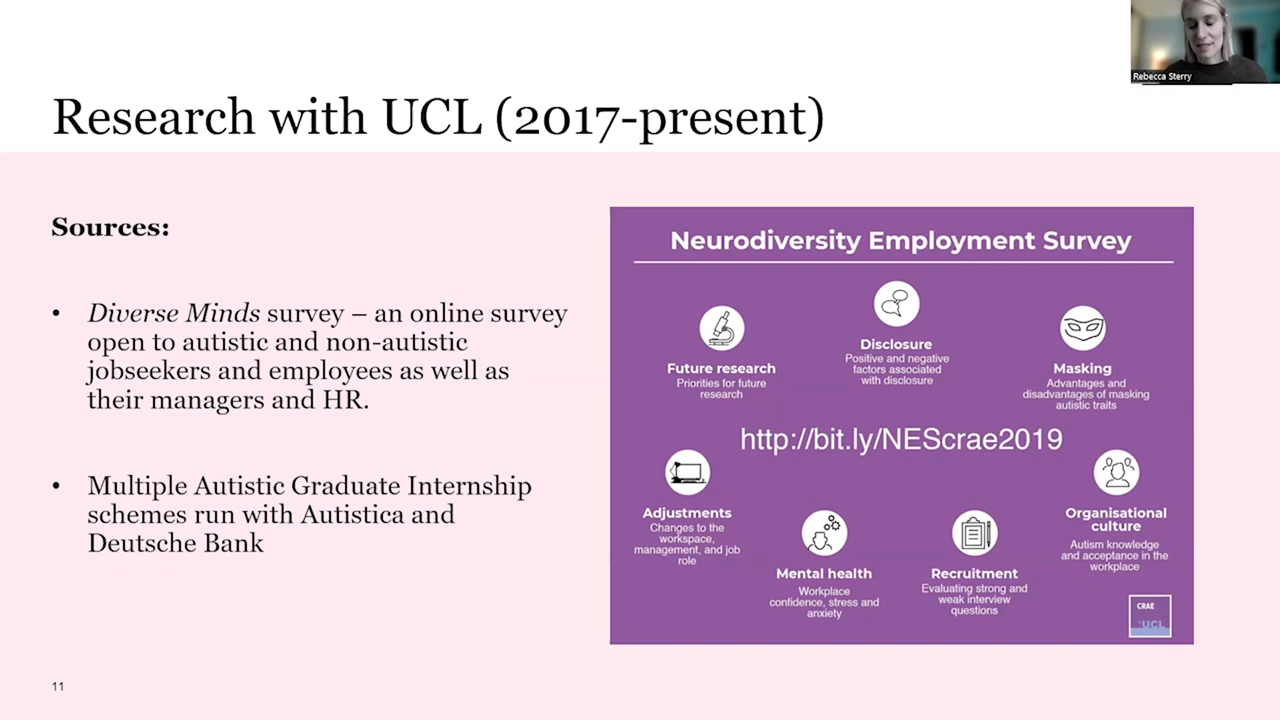 Rebecca Sterry
Research with UCL (2017-present)
Sources:
• Diverse Minds survey – an online survey
open to autistic and non-autistic
jobseekers and employees as well as
their managers and HR.
• Multiple Autistic Graduate Internship
schemes run with Autistica and
Deutsche Bank
Neurodiversity Employment Survey
Disclosure
Positive and negative
factors associated
with disclosure
Future research
Priorities for future
research
Masking
Advantages and
disadvantages of masking
autistic traits
http://bit.ly/NEScrae2019
Adjustments
Changes to the
workspace,
management, and job
role
Organisational
culture
Autism knowledge
and acceptance in the
workplace
Mental health
Workplace
confidence, stress and
anxiety
Recruitment
Evaluating strong and
weak interview
questions
CRAE
UCL
11